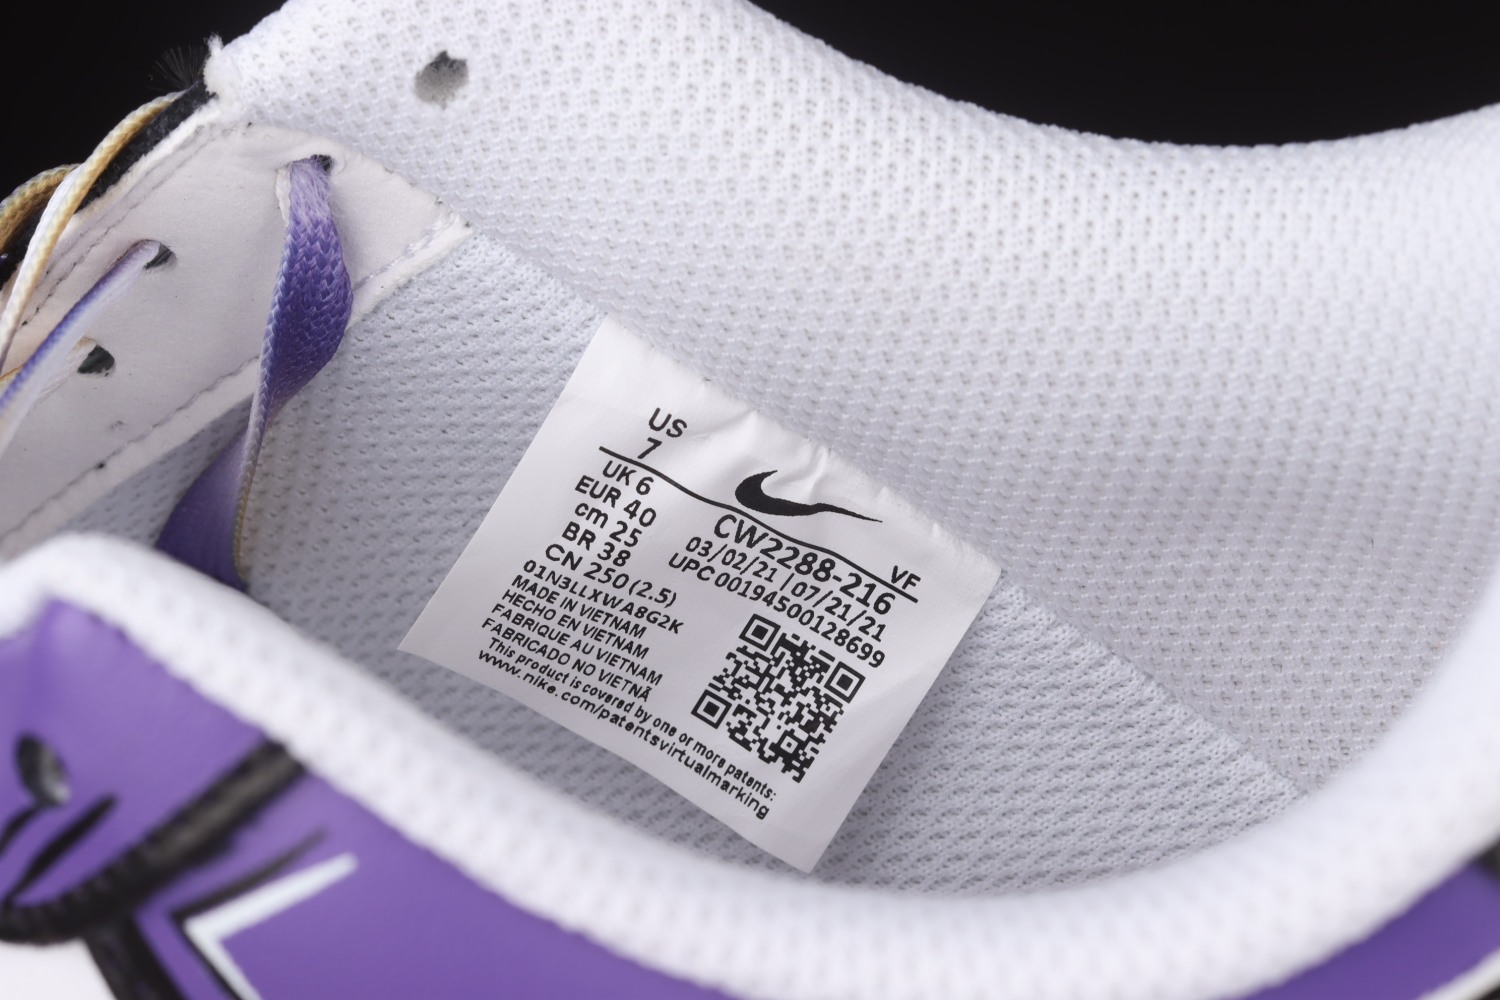 US
7
UK 6
EUR 40
cm 25
BR 38
CN 250 (2.5)
01N3LLXWA8G2K
MADE IN VIETNAM
HECHO EN VIETNAM
FABRIQUE AU VIETNAM
FABRICADO NO VIETNÃ
This product is covered by one or more patents:
www.nike.com/patentsvirtualmarking
VF
CW2288-216
03/02/21 | 07/21/21
UPC 00194500128699